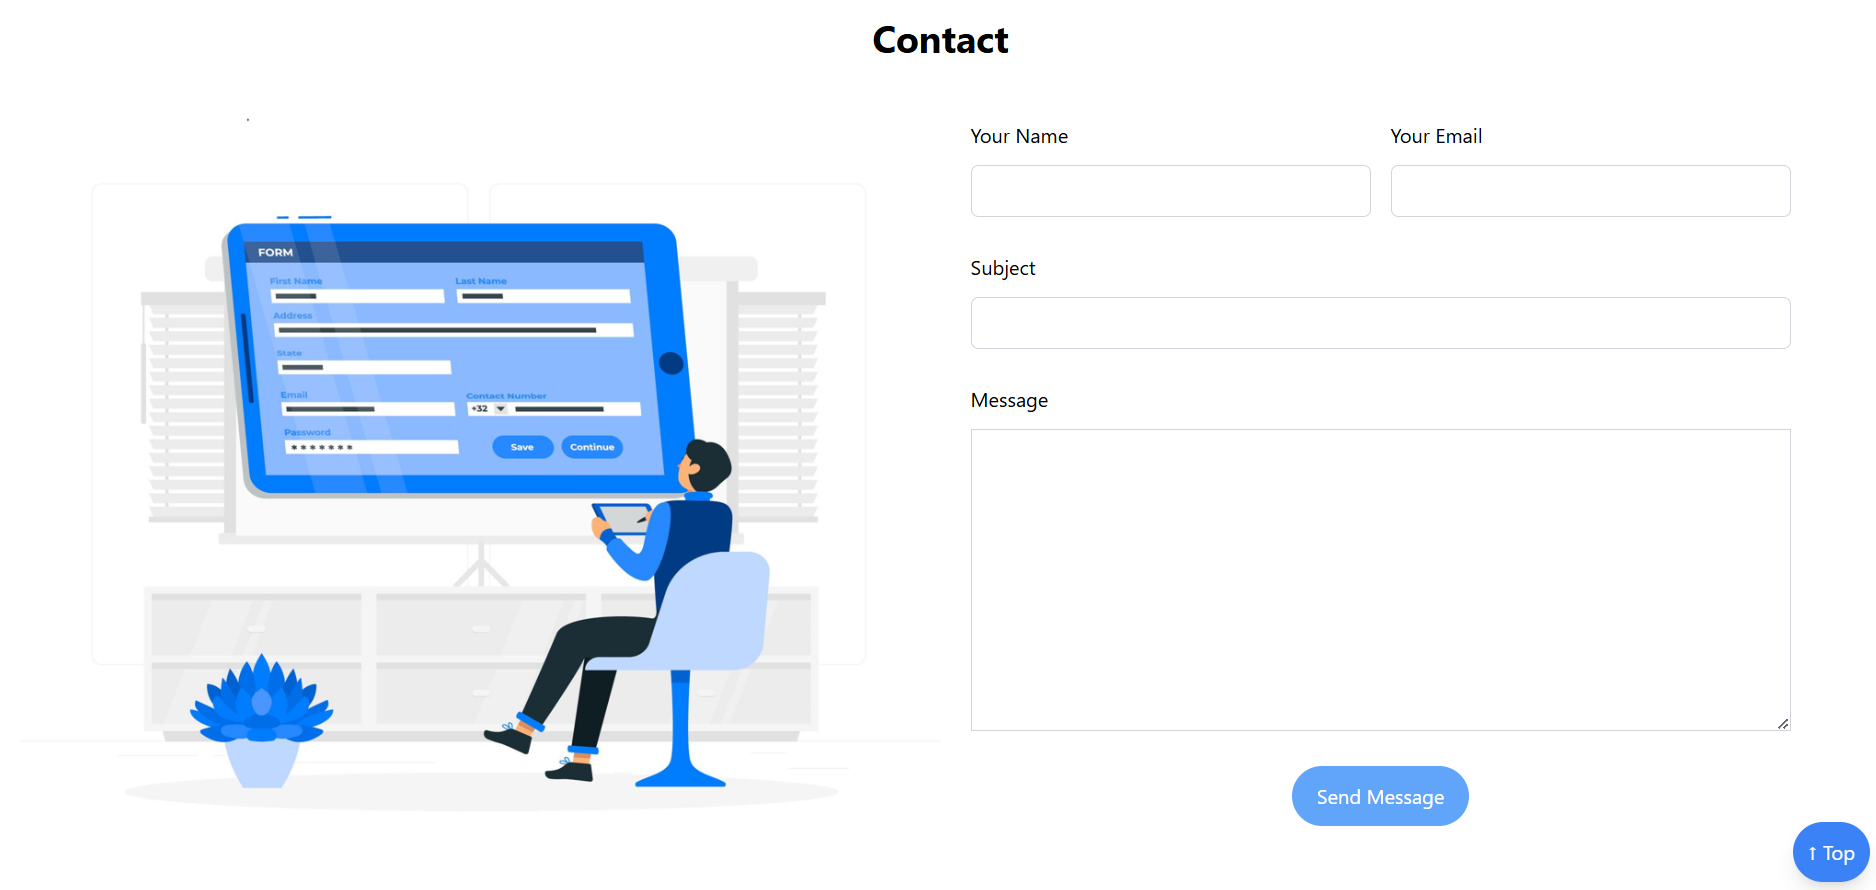 Contact
FORM
First Name Last Name
Address
State
Email Contact Number
+32
Password
*******
Save Continue
Your Name Your Email
Subject
Message
Send Message
↑ Top